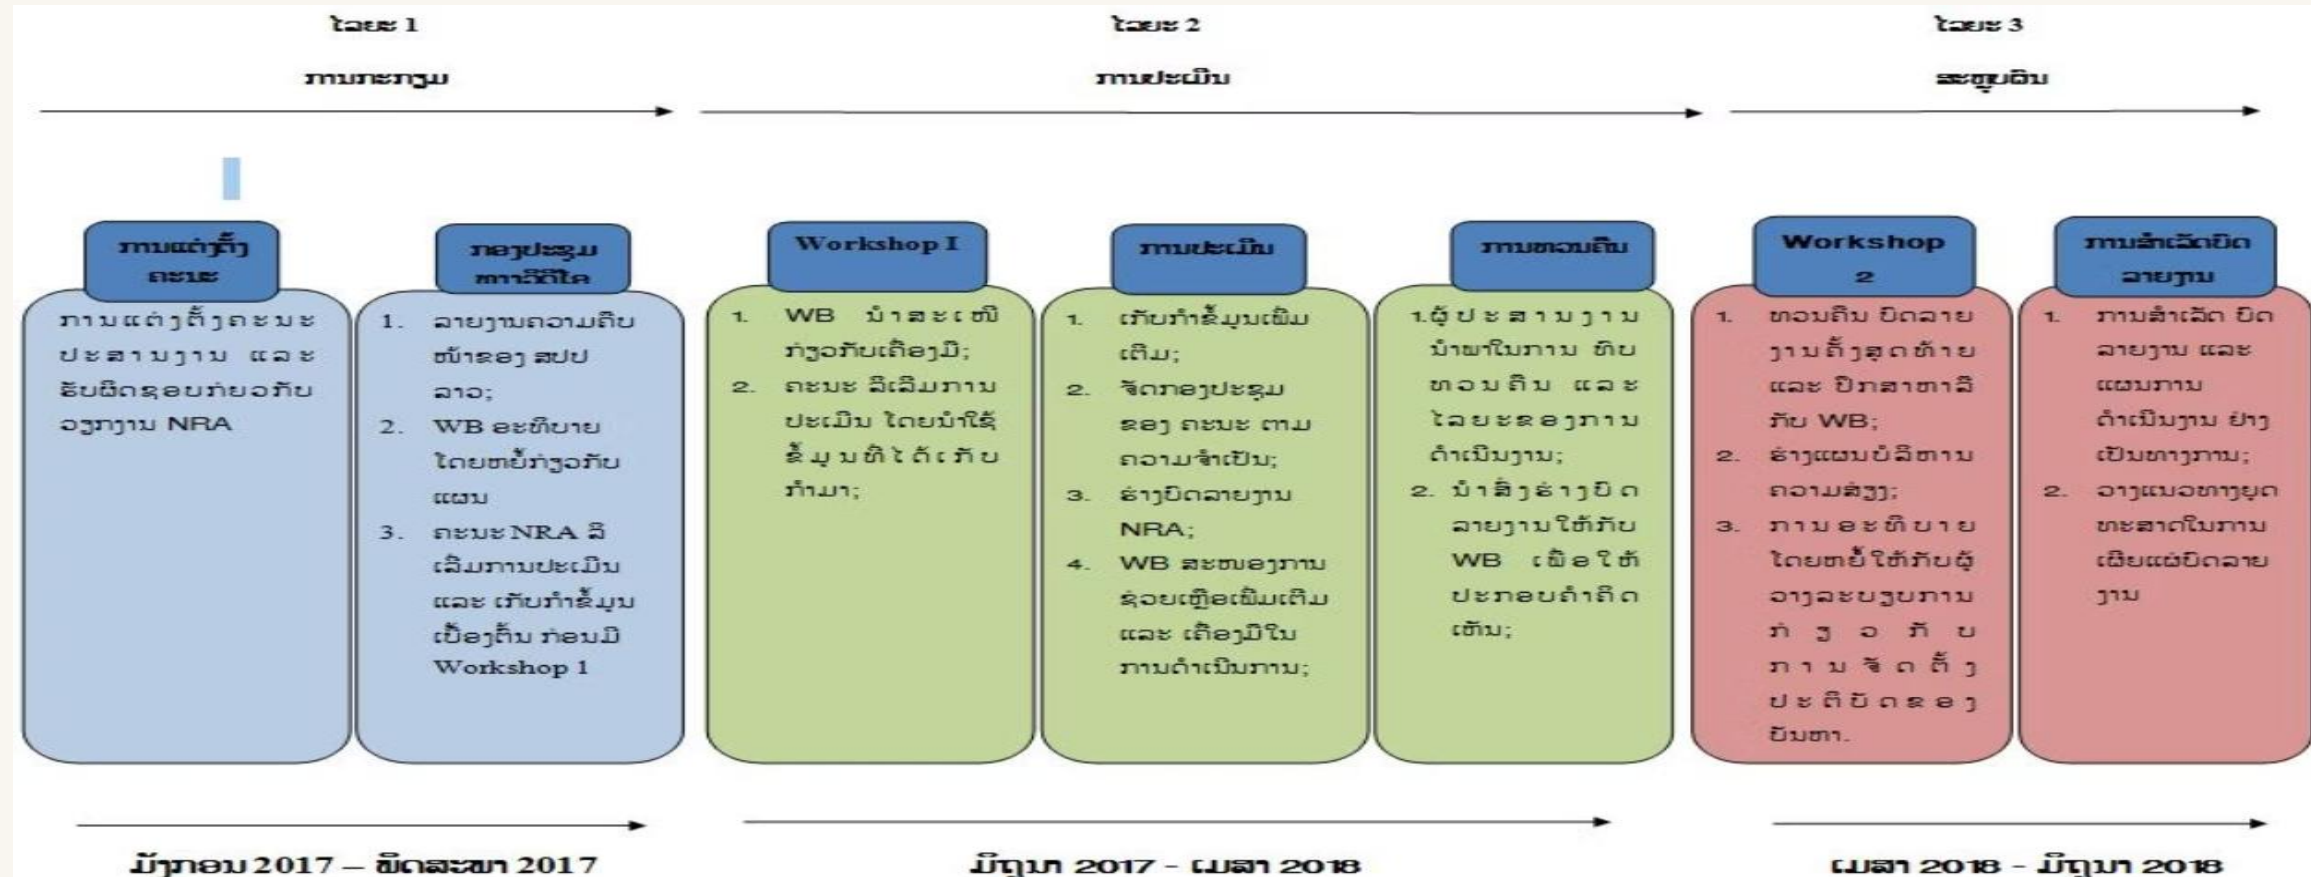 ໄລຍະ 1
ການກະກຽມ
ໄລຍະ 2
ການປະເມີນ
ໄລຍະ 3
ສະຫຼຸບຜົນ
ການແຕ່ງຕັ້ງ
ຄະນະ
ການແຕ່ງຕັ້ງຄະນະ
ປະສານງານ ແລະ
ຮັບຜິດຊອບກ່ຽວກັບ
ວຽກງານ NRA
ກອງປະຊຸມ
ທາງວີດີໂອ
1. ລາຍງານຄວາມຄືບ
ໜ້າຂອງ ສປປ
ລາວ;
2. WB ອະທິບາຍ
ໂດຍຫຍໍ້ກ່ຽວກັບ
ແຜນ
3. ຄະນະ NRA ລິ
ເລີ່ມການປະເມີນ
ແລະ ເກັບກໍາຂໍ້ມູນ
ເບື້ອງຕົ້ນ ກ່ອນມີ
Workshop 1
Workshop I
1. WB ນໍາສະເໜີ
ກ່ຽວກັບເຄື່ອງມື;
2. ຄະນະ ລິເລີ່ມການ
ປະເມີນ ໂດຍນໍາໃຊ້
ຂໍ້ມູນທີ່ໄດ້ເກັບ
ກໍາມາ;
ການປະເມີນ
1. ເກັບກໍາຂໍ້ມູນເພີ່ມ
ເຕີມ;
2. ຈັດກອງປະຊຸມ
ຂອງ ຄະນະ ຕາມ
ຄວາມຈໍາເປັນ;
3. ຮ່າງບົດລາຍງານ
NRA;
4. WB ສະໜອງການ
ຊ່ວຍເຫຼືອເພີ່ມເຕີມ
ແລະ ເຄື່ອງມືໃນ
ການດໍາເນີນການ;
ການທວນຄືນ
1.ຜູ້ປະສານງານ
ນໍາພາໃນການ ທົບ
ທວນຄືນ ແລະ
ໄລຍະຂອງການ
ດໍາເນີນງານ;
2. ນໍາສົ່ງຮ່າງບົດ
ລາຍງານໃຫ້ກັບ
WB ເພື່ອໃຫ້
ປະກອບຄໍາຄິດ
ເຫັນ;
Workshop
2
1. ທວນຄືນ ບົດລາຍ
ງານຄັ້ງສຸດທ້າຍ
ແລະ ປຶກສາຫາລື
ກັບ WB;
2. ຮ່າງແຜນບໍລິຫານ
ຄວາມສ່ຽງ;
3. ການອະທິບາຍ
ໂດຍຫຍໍ້ ໃຫ້ກັບຜູ້
ວາງລະບຽບການ
ກ່ຽວກັບ
ການຈັດຕັ້ງ
ປະຕິບັດຂອງ
ບັນຫາ.
ການສໍາເລັດບົດ
ລາຍງານ
1. ການສໍາເລັດ ບົດ
ລາຍງານ ແລະ
ແຜນການ
ດໍາເນີນງານ ຢ່າງ
ເປັນທາງການ;
2. ວາງແນວທາງຍຸດ
ທະສາດໃນການ
ເຜີຍແຜ່ບົດລາຍ
ງານ
ມັງກອນ 2017 – ພຶດສະພາ 2017
ມິຖຸນາ 2017 - ເມສາ 2018
ເມສາ 2018 - ມິຖຸນາ 2018